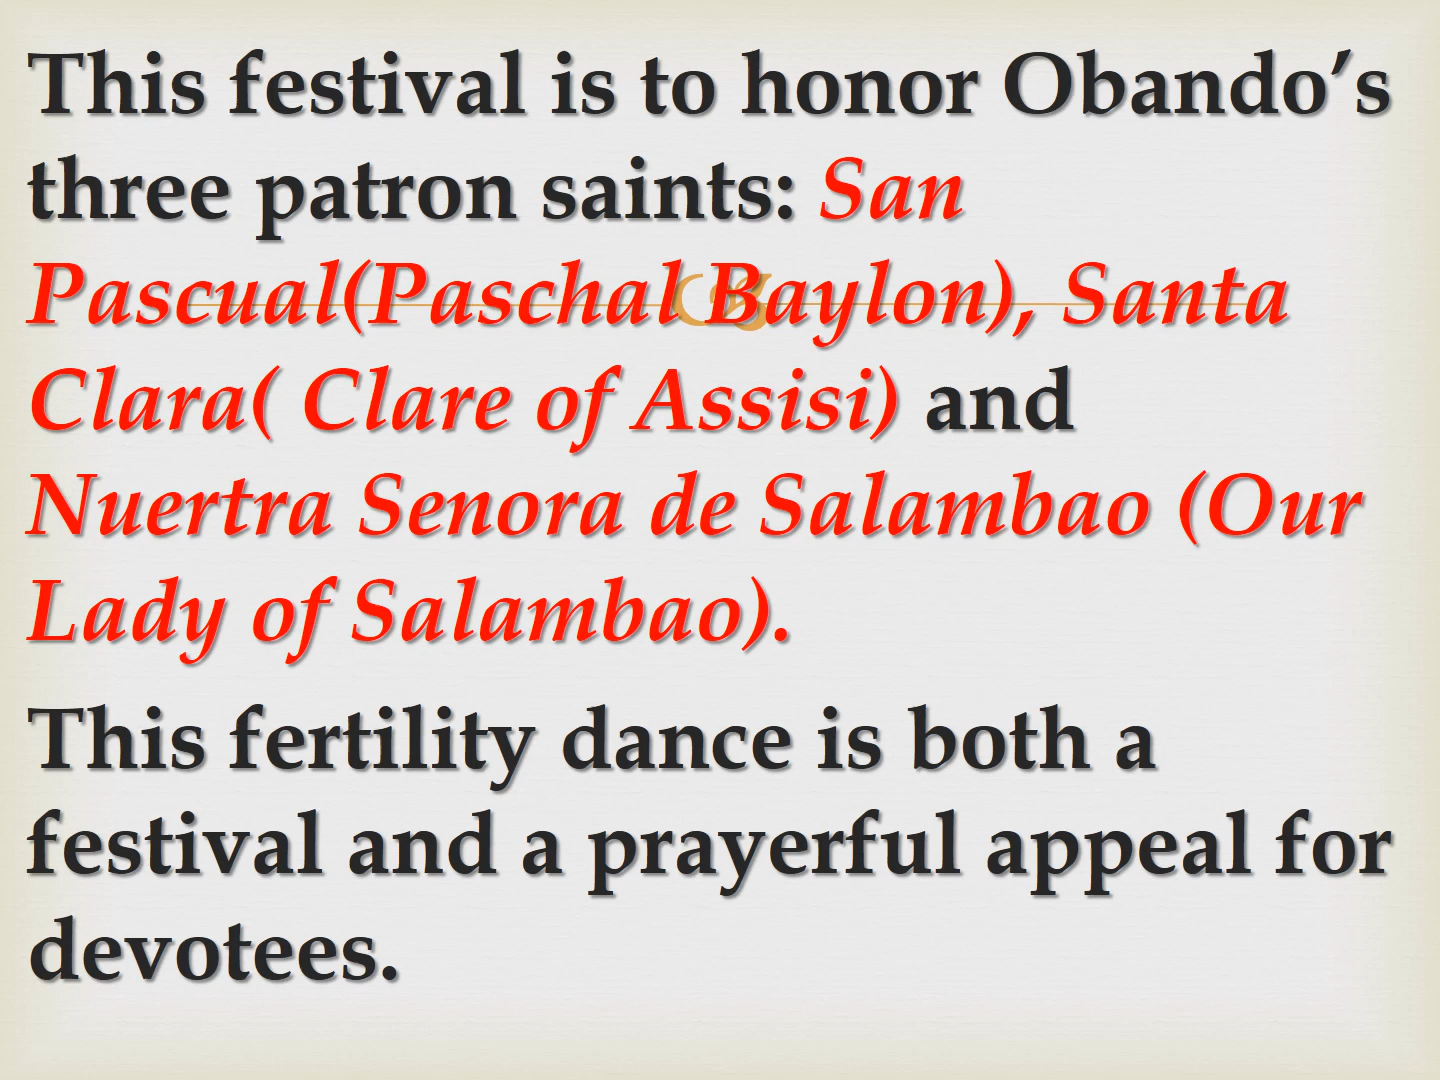 This festival is to honor Obando’s
three patron saints: San
Pascual(Paschal Baylon), Santa
Clara( Clare of Assisi) and
Nuertra Senora de Salambao (Our
Lady of Salambao).
This fertility dance is both a
festival and a prayerful appeal for
devotees.